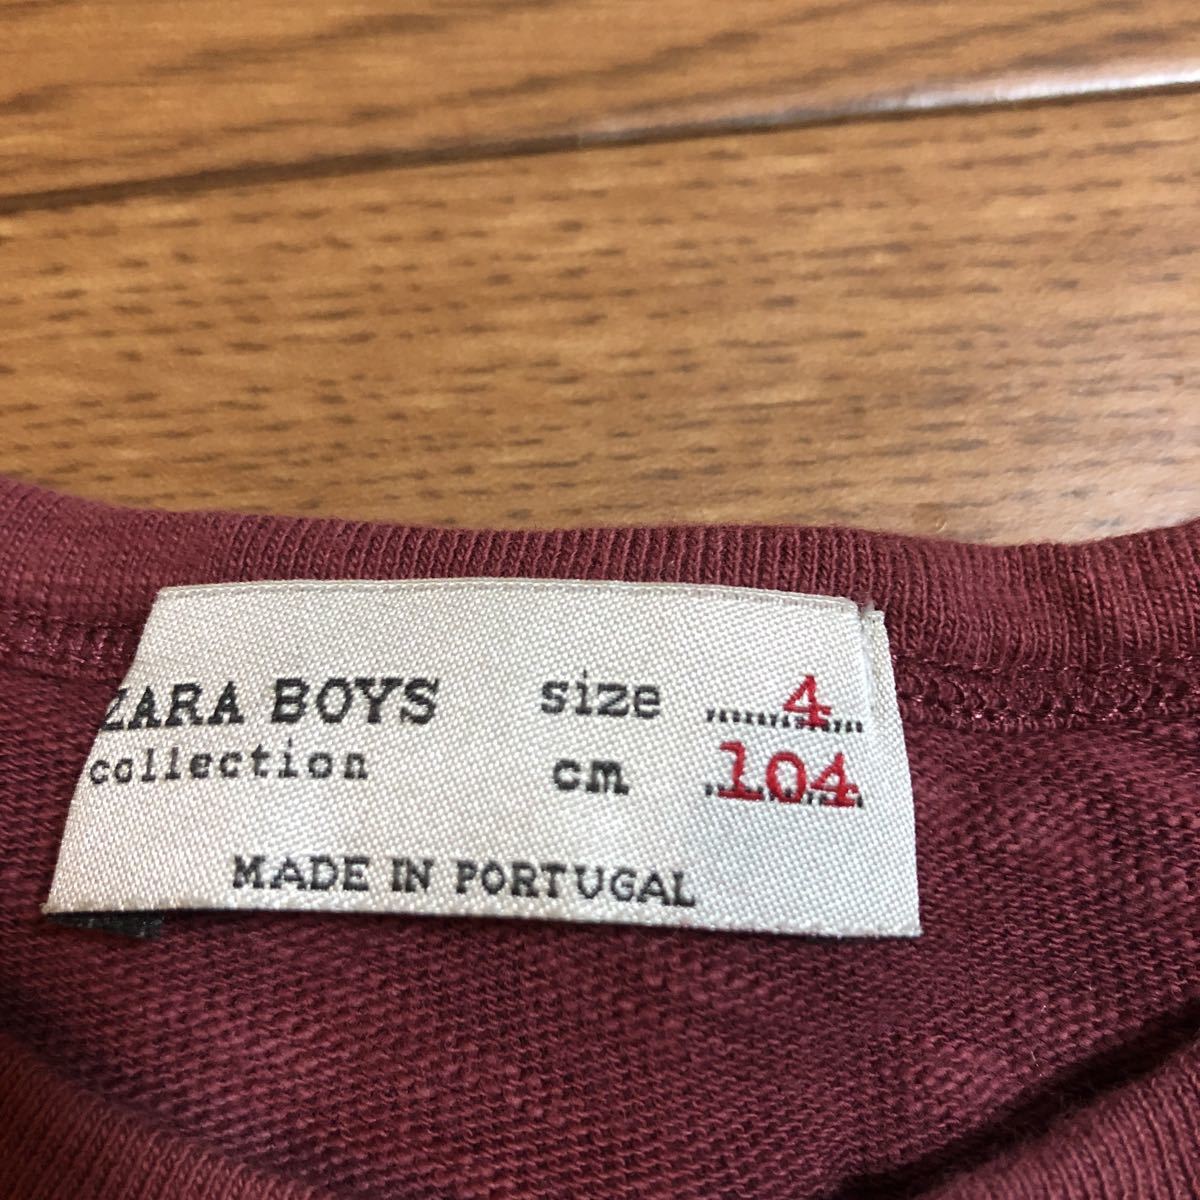 ZARA BOYS size 4
collection cm 104
MADE IN PORTUGAL